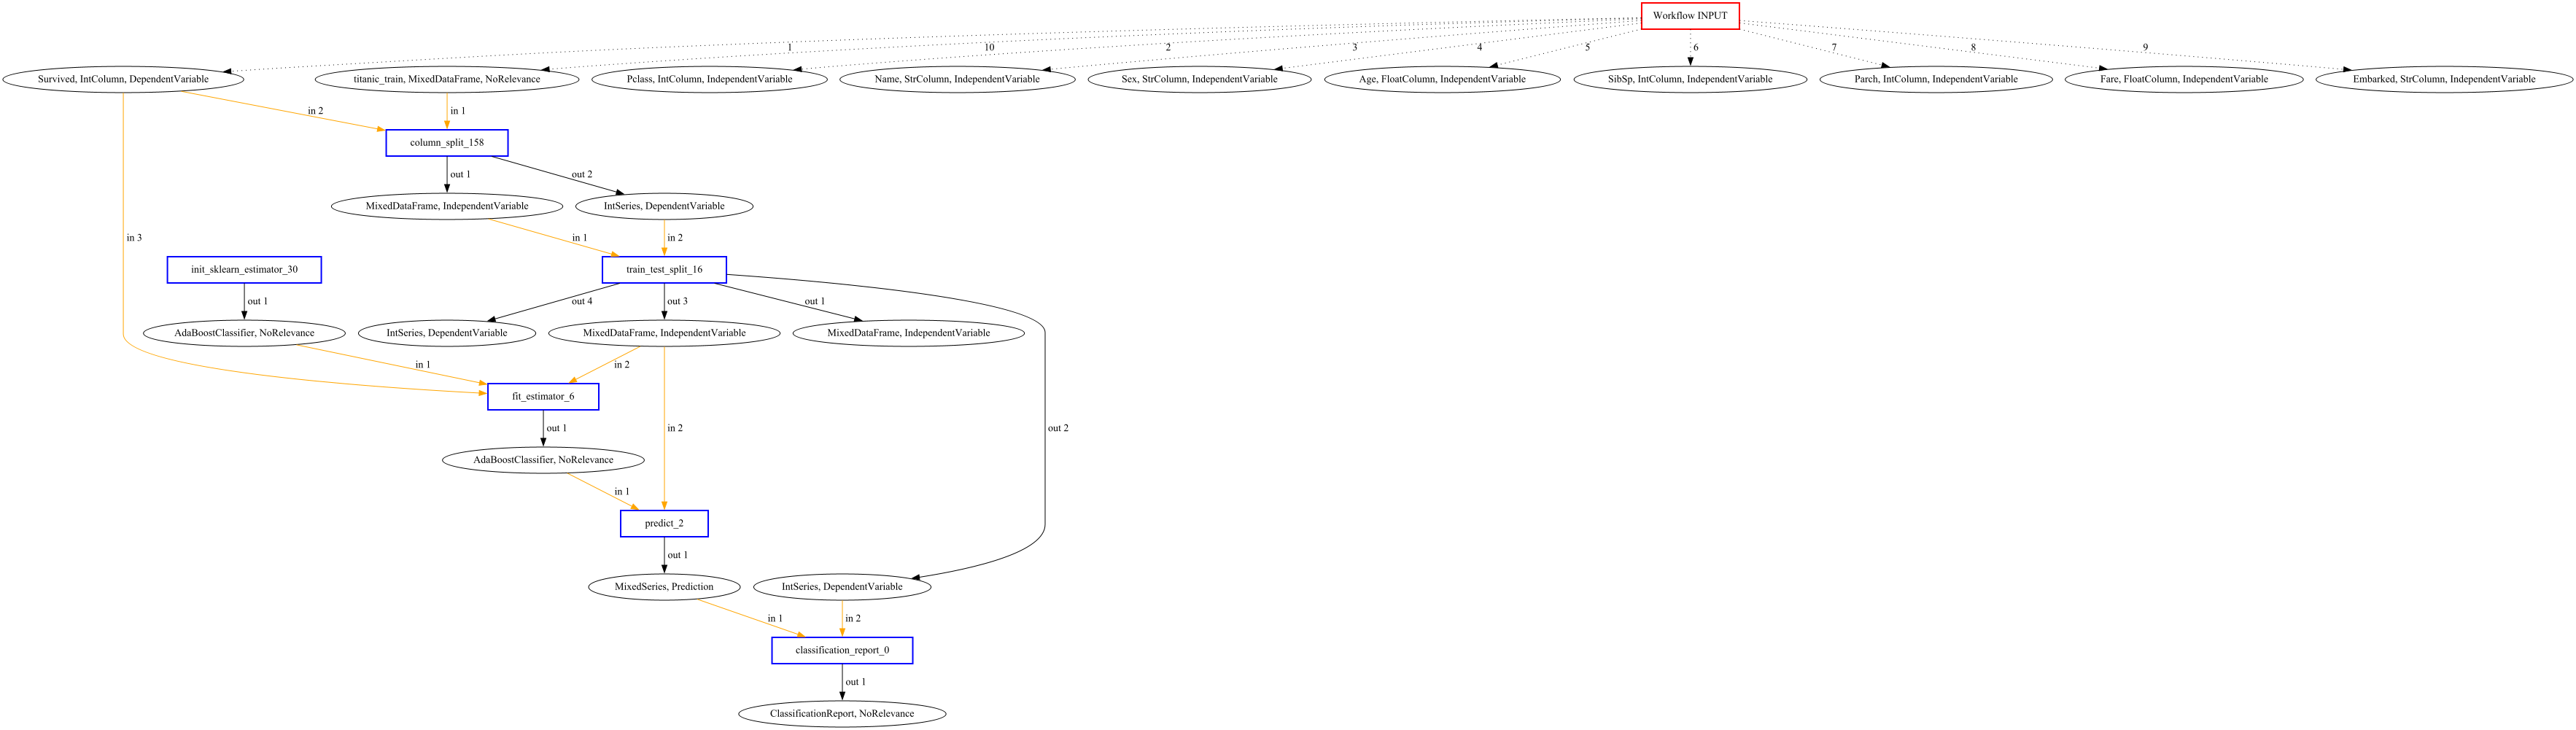 Workflow INPUT
1
10
2
3
4
5
6
7
8
9
Survived, IntColumn, DependentVariable
titanic_train, MixedDataFrame, NoRelevance
Pclass, IntColumn, IndependentVariable
Name, StrColumn, IndependentVariable
Sex, StrColumn, IndependentVariable
Age, FloatColumn, IndependentVariable
SibSp, IntColumn, IndependentVariable
Parch, IntColumn, IndependentVariable
Fare, FloatColumn, IndependentVariable
Embarked, StrColumn, IndependentVariable
in 2
in 1
column_split_158
out 1
out 2
MixedDataFrame, IndependentVariable
IntSeries, DependentVariable
in 3
in 1
in 2
init_sklearn_estimator_30
train_test_split_16
out 1
out 4
out 3
out 1
AdaBoostClassifier, NoRelevance
IntSeries, DependentVariable
MixedDataFrame, IndependentVariable
MixedDataFrame, IndependentVariable
in 1
in 2
fit_estimator_6
out 1
in 2
out 2
AdaBoostClassifier, NoRelevance
in 1
predict_2
out 1
MixedSeries, Prediction
IntSeries, DependentVariable
in 1
in 2
classification_report_0
out 1
ClassificationReport, NoRelevance